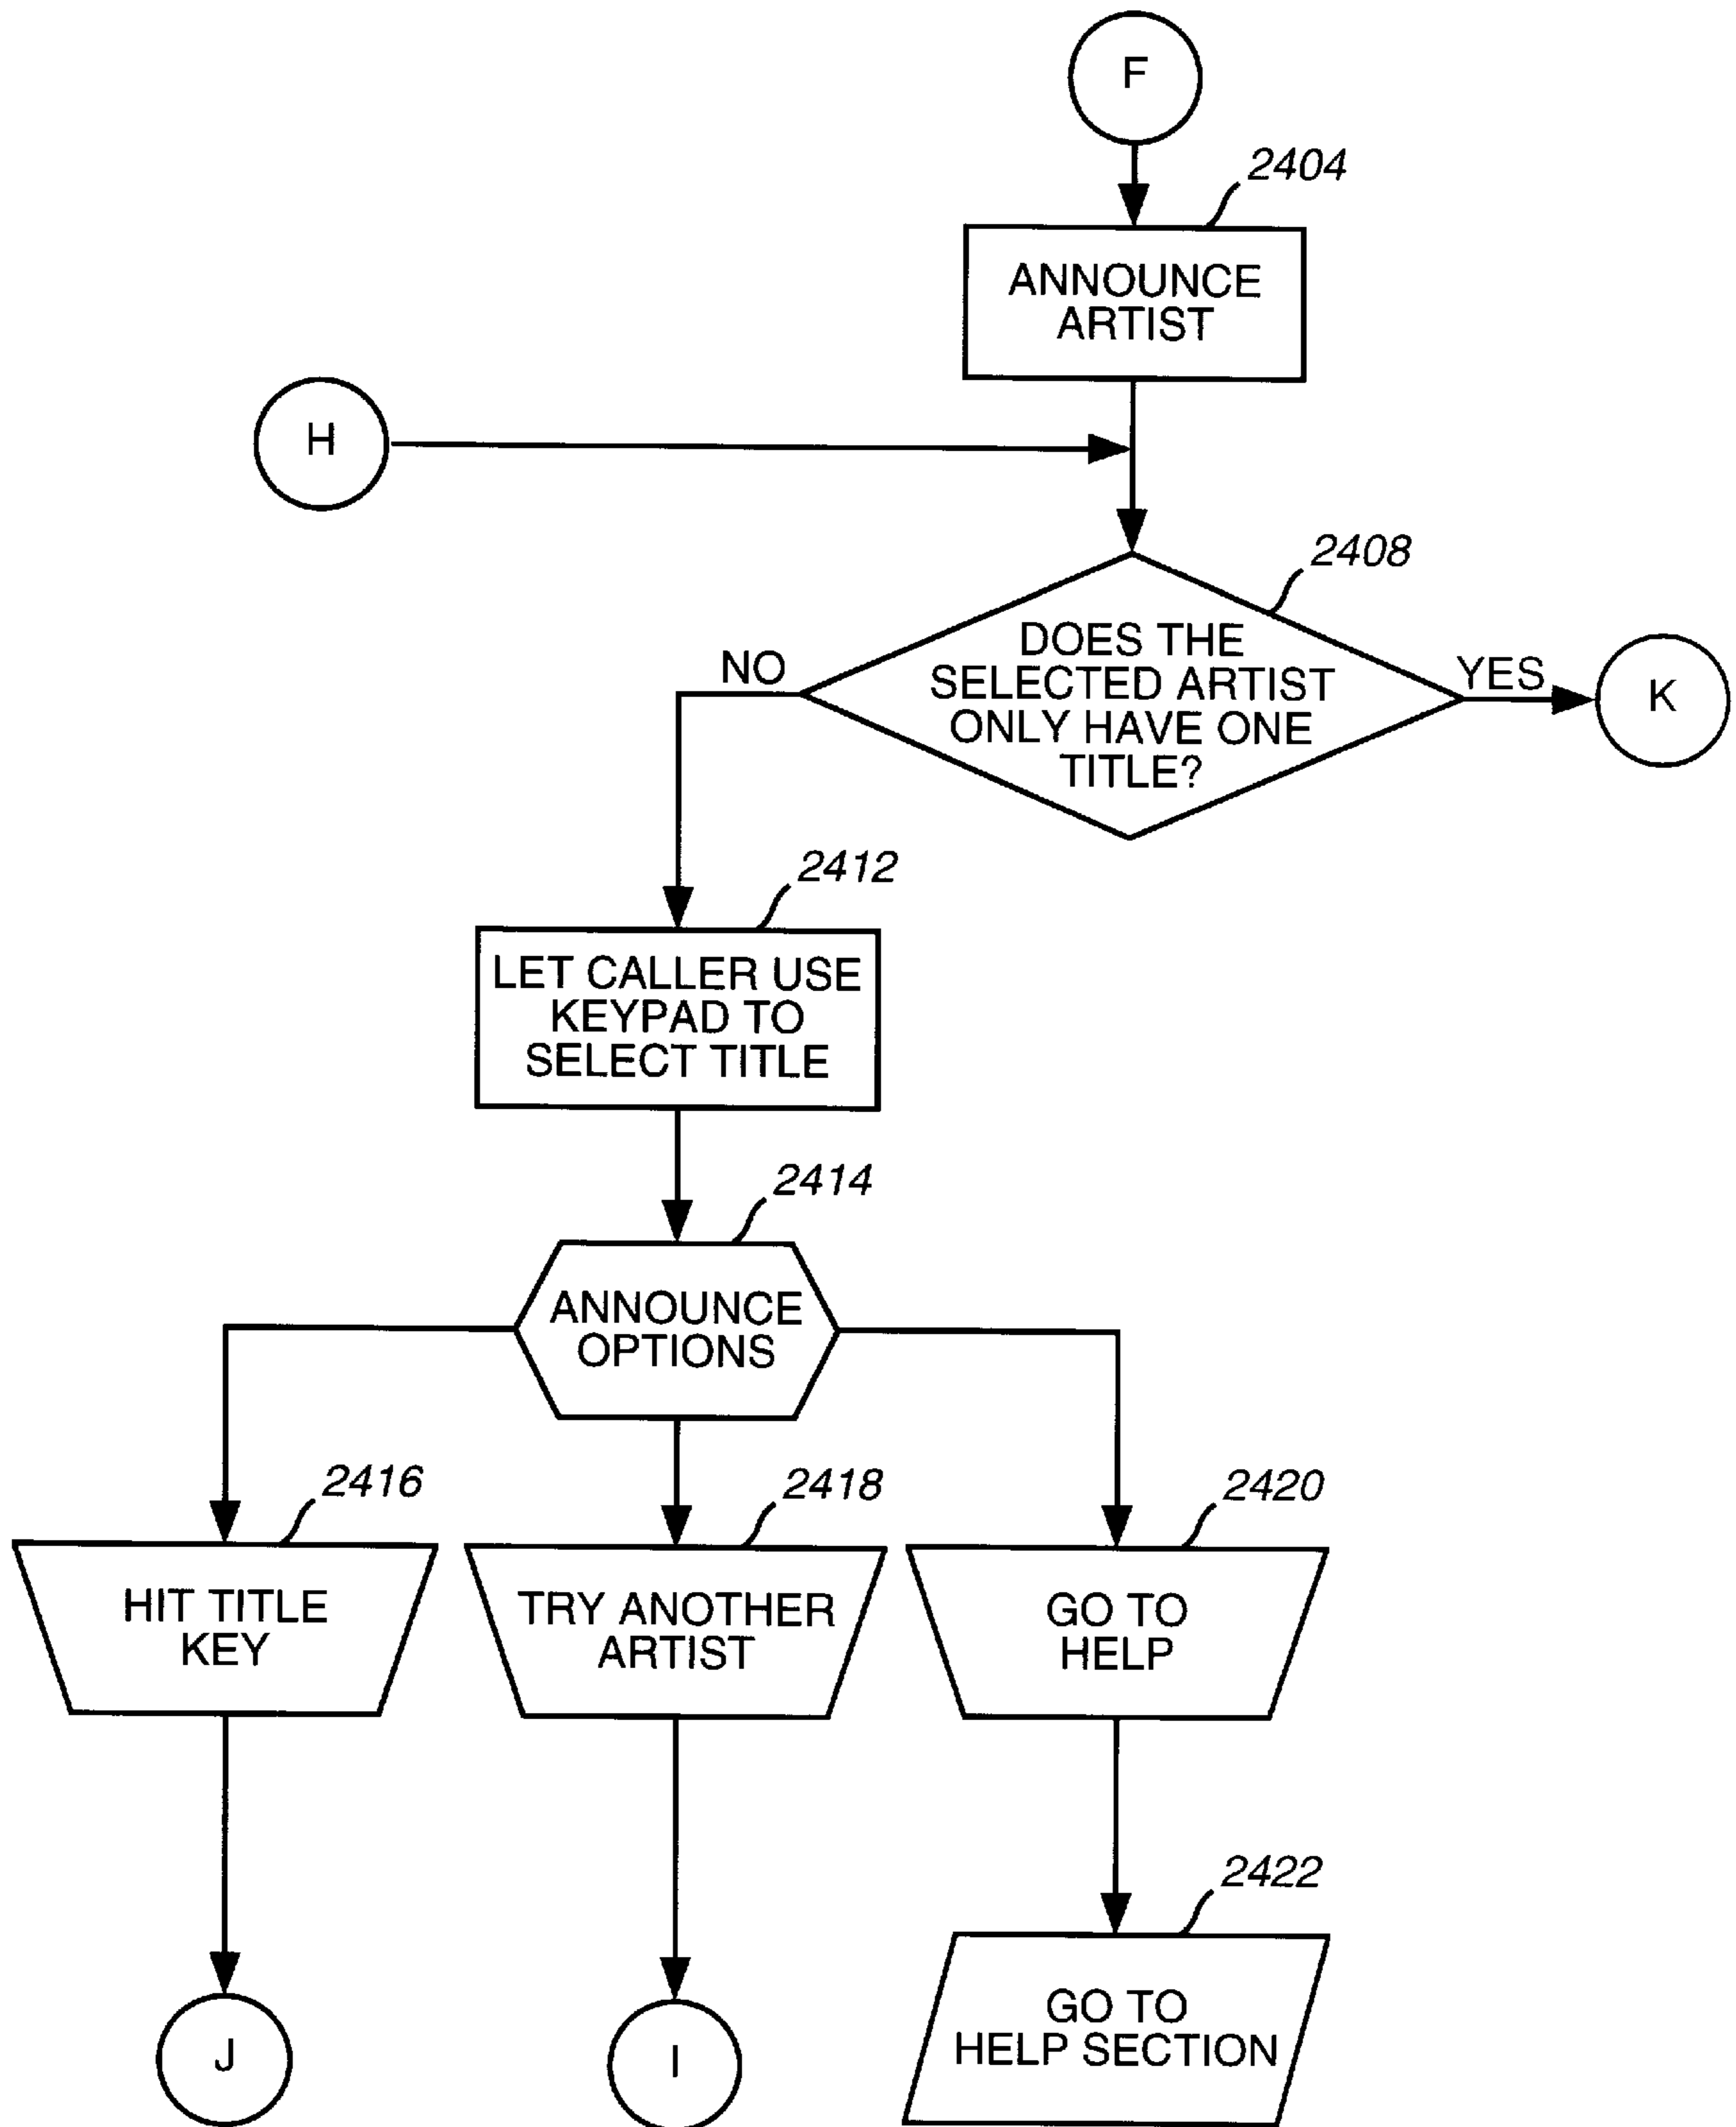 F
2404
ANNOUNCE
ARTIST
H
2408
DOES THE
SELECTED ARTIST
ONLY HAVE ONE
TITLE?
NO
YES
K
2412
LET CALLER USE
KEYPAD TO
SELECT TITLE
2414
ANNOUNCE
OPTIONS
2416
HIT TITLE
KEY
2418
TRY ANOTHER
ARTIST
2420
GO TO
HELP
2422
GO TO
HELP SECTION
J
I